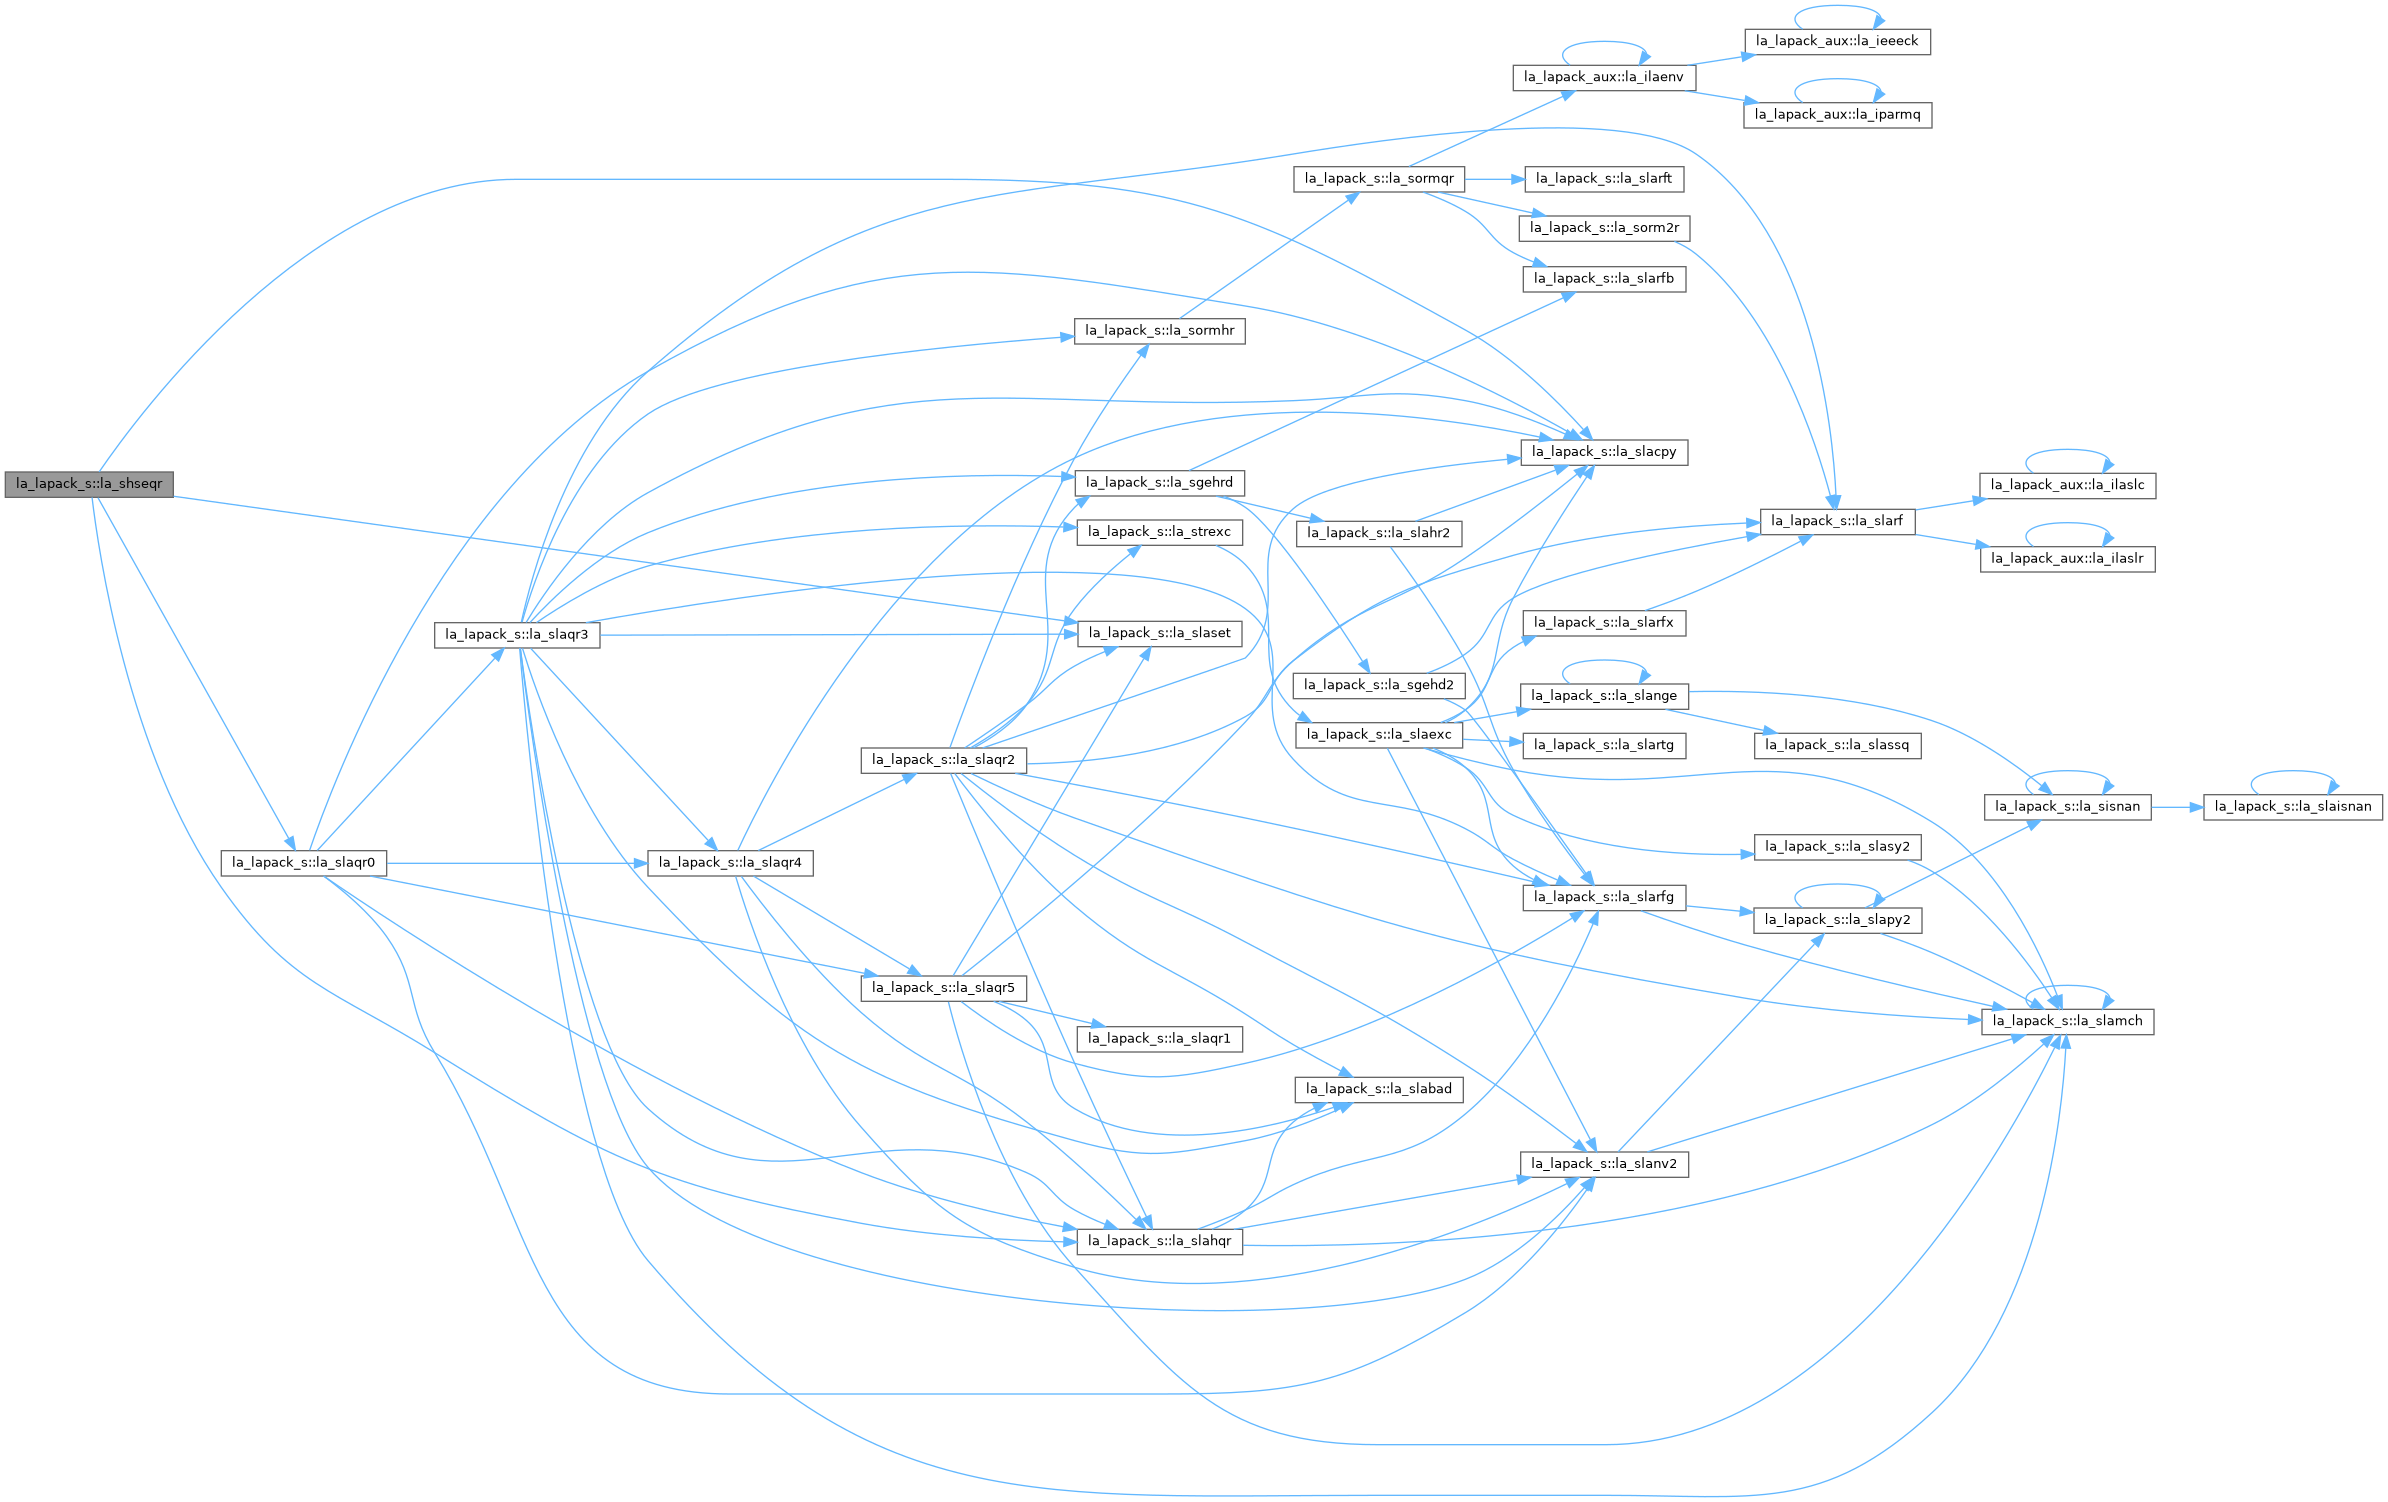 la_lapack_aux::la_ieeeck
la_lapack_aux::la_ilaenv
la_lapack_aux::la_iparmq
la_lapack_s::la_sormqr
la_lapack_s::la_slarft
la_lapack_s::la_sorm2r
la_lapack_s::la_slarfb
la_lapack_s::la_sormhr
la_lapack_s::la_slacpy
la_lapack_s::la_shseqr
la_lapack_s::la_sgehrd
la_lapack_aux::la_ilaslc
la_lapack_s::la_strexc
la_lapack_s::la_slahr2
la_lapack_s::la_slarf
la_lapack_aux::la_ilaslr
la_lapack_s::la_slaqr3
la_lapack_s::la_slaset
la_lapack_s::la_slarfx
la_lapack_s::la_sgehd2
la_lapack_s::la_slange
la_lapack_s::la_slaexc
la_lapack_s::la_slartg
la_lapack_s::la_slassq
la_lapack_s::la_slaqr2
la_lapack_s::la_sisnan
la_lapack_s::la_slaisnan
la_lapack_s::la_slaqr0
la_lapack_s::la_slaqr4
la_lapack_s::la_slasy2
la_lapack_s::la_slarfg
la_lapack_s::la_slapy2
la_lapack_s::la_slaqr5
la_lapack_s::la_slamch
la_lapack_s::la_slaqr1
la_lapack_s::la_slabad
la_lapack_s::la_slanv2
la_lapack_s::la_slahqr